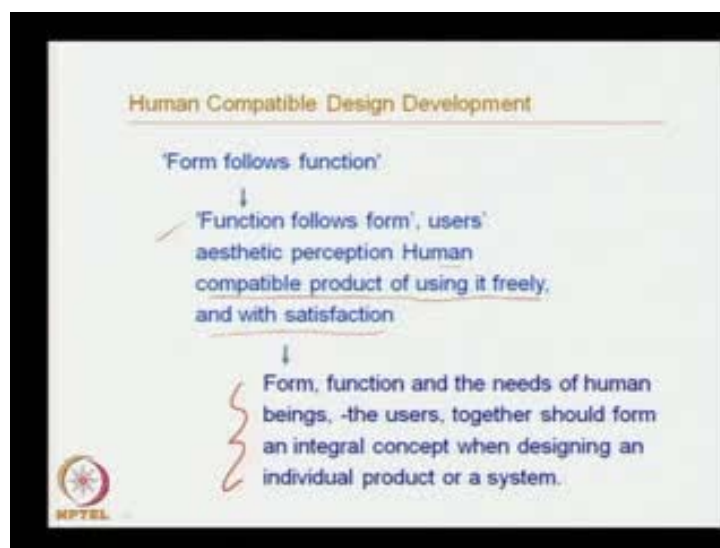 Human Compatible Design Development
'Form follows function'
'Function follows form', users'
aesthetic perception Human
compatible product of using it freely,
and with satisfaction
Form, function and the needs of human
beings, -the users, together should form
an integral concept when designing an
individual product or a system.
NPTEL